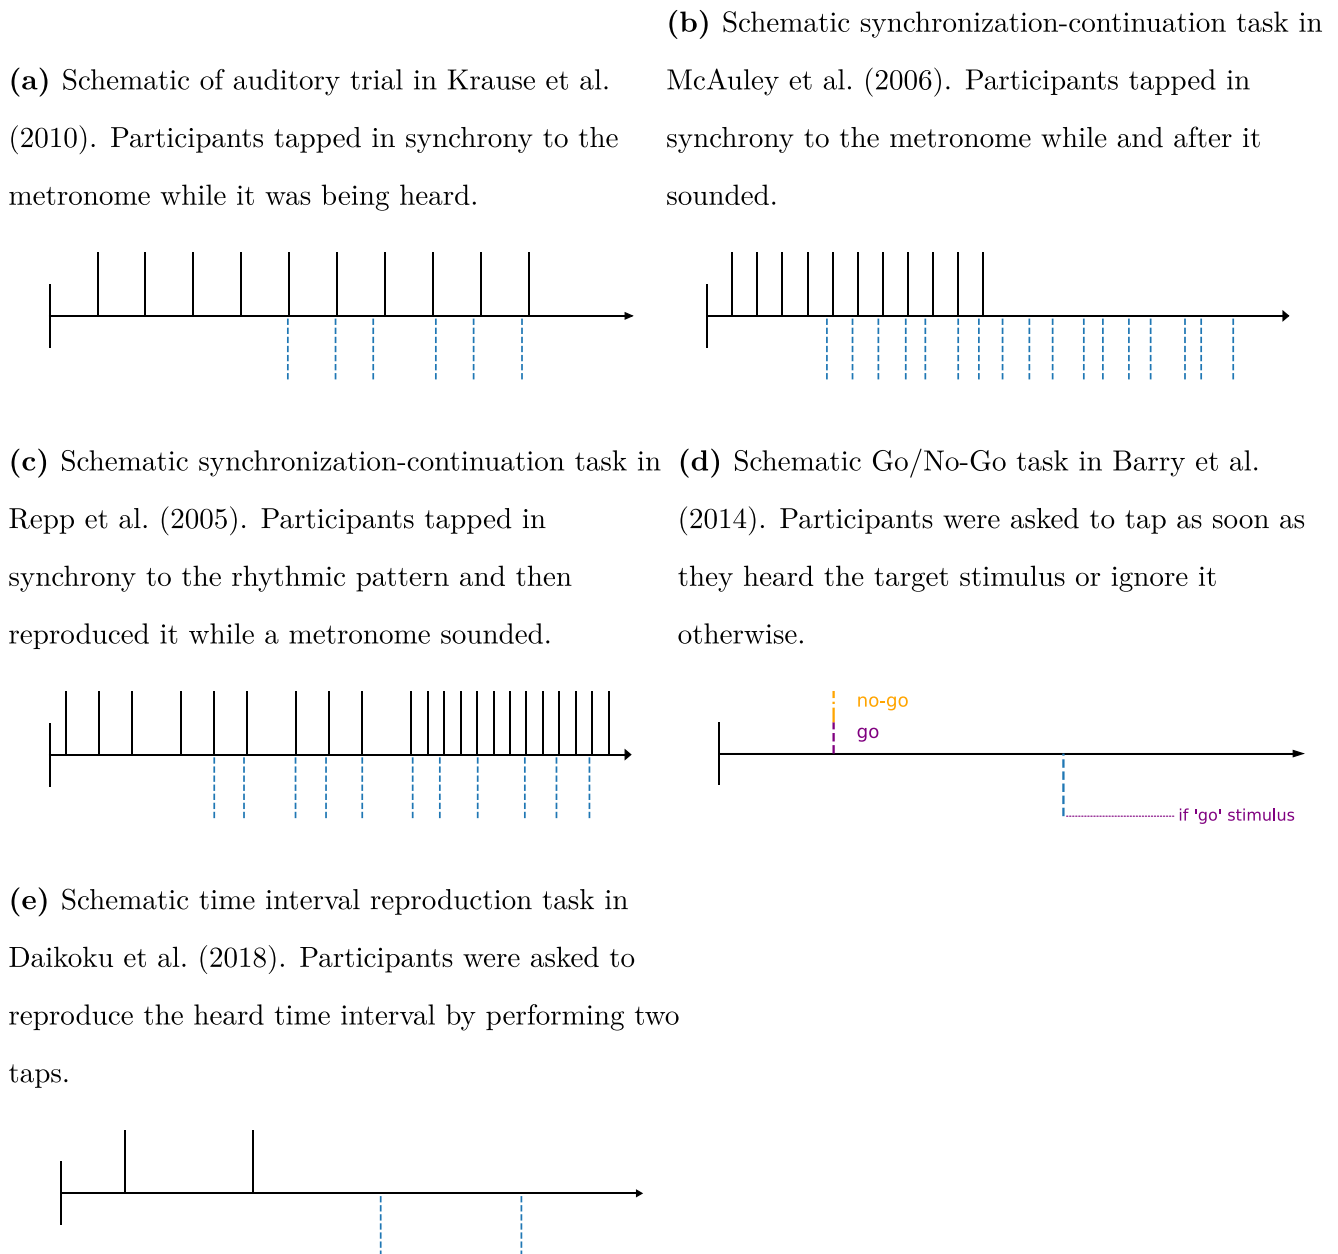 (a) Schematic of auditory trial in Krause et al.
(2010). Participants tapped in synchrony to the
metronome while it was being heard.
(b) Schematic synchronization-continuation task in
McAuley et al. (2006). Participants tapped in
synchrony to the metronome while and after it
sounded.
(c) Schematic synchronization-continuation task in
Repp et al. (2005). Participants tapped in
synchrony to the rhythmic pattern and then
reproduced it while a metronome sounded.
(d) Schematic Go/No-Go task in Barry et al.
(2014). Participants were asked to tap as soon as
they heard the target stimulus or ignore it
otherwise.
no-go
go
if 'go' stimulus
(e) Schematic time interval reproduction task in
Daikoku et al. (2018). Participants were asked to
reproduce the heard time interval by performing two
taps.